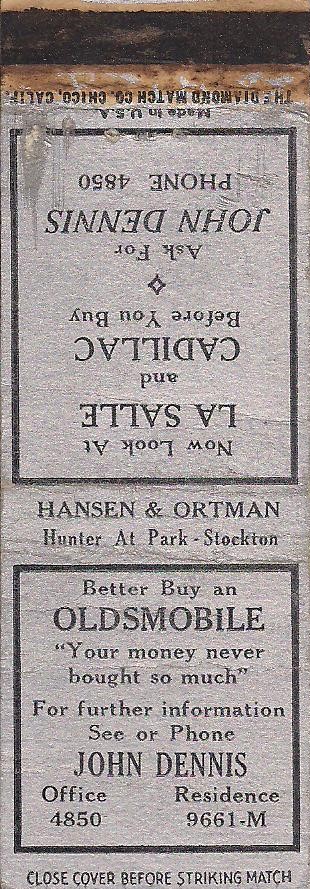 THE DIAMOND MATCH CO. CHICO, CALIF.
Made in U.S.A.
Now Look At
LA SALLE
and
CADILLAC
Before You Buy
Ask For
JOHN DENNIS
PHONE 4850
HANSEN & ORTMAN
Hunter At Park - Stockton
Better Buy an
OLDSMOBILE
"Your money never
bought so much"
For further information
See or Phone
JOHN DENNIS
Office Residence
4850 9661-M
CLOSE COVER BEFORE STRIKING MATCH